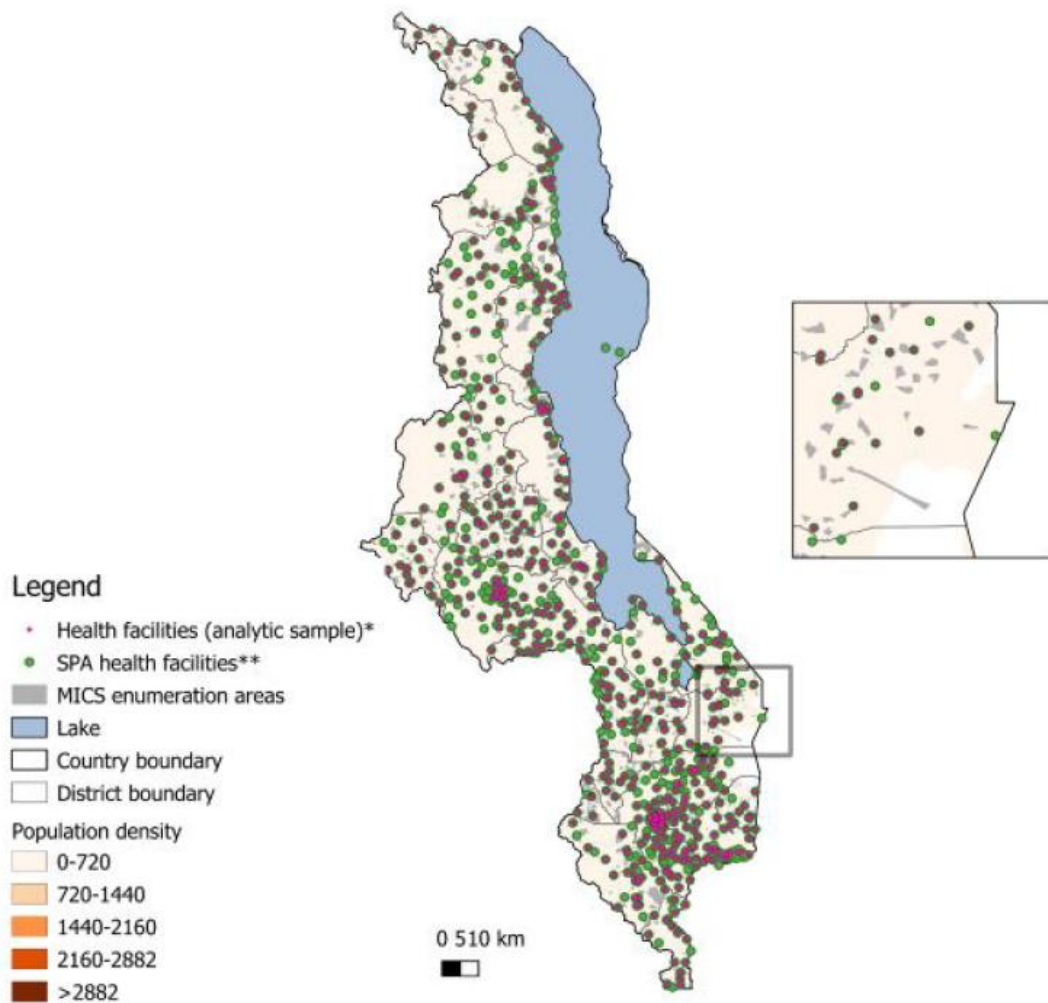 Legend
Health facilities (analytic sample)*
SPA health facilities**
MICS enumeration areas
Lake
Country boundary
District boundary
Population density
0-720
720-1440
1440-2160
2160-2882
>2882
0 510 km